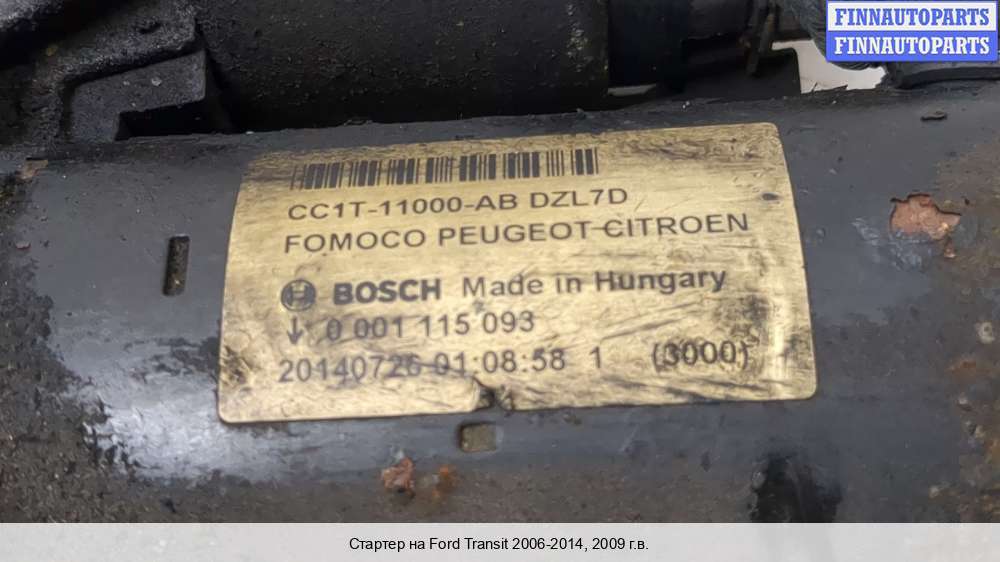 FINNAUTOPARTS
FINNAUTOPARTS
CC1T-11000-AB DZL7D
FOMOCO PEUGEOT-CITROEN
BOSCH Made in Hungary
0 001 115 093
20140726 01:08:58 1 (3000)
Стартер на Ford Transit 2006-2014, 2009 г.в.